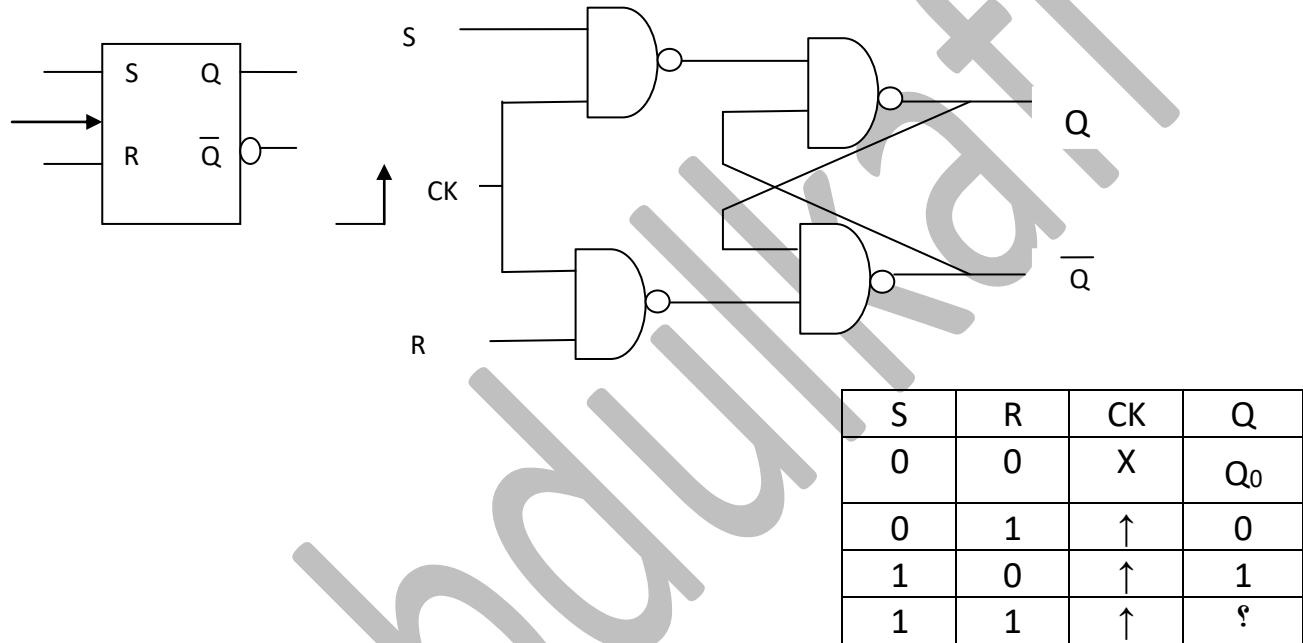 S Q
R Q̅
S
CK
R
Q
Q̅
S R CK Q
0 0 X Q0
0 1 ↑ 0
1 0 ↑ 1
1 1 ↑ ؟